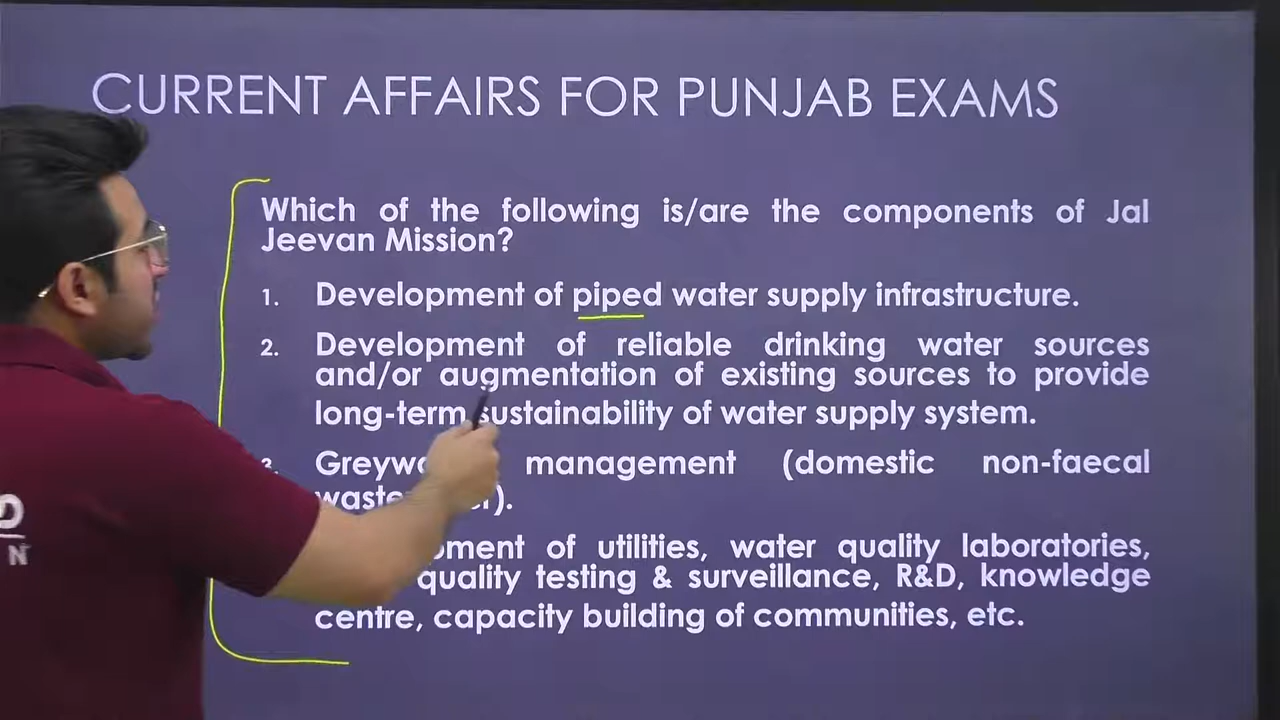 CURRENT AFFAIRS FOR PUNJAB EXAMS
Which of the following is/are the components of Jal
Jeevan Mission?
1. Development of piped water supply infrastructure.
2. Development of reliable drinking water sources
and/or augmentation of existing sources to provide
long-term sustainability of water supply system.
3. management (domestic non-faecal
of utilities, water quality laboratories,
quality testing & surveillance, R&D, knowledge
centre, capacity building of communities, etc.